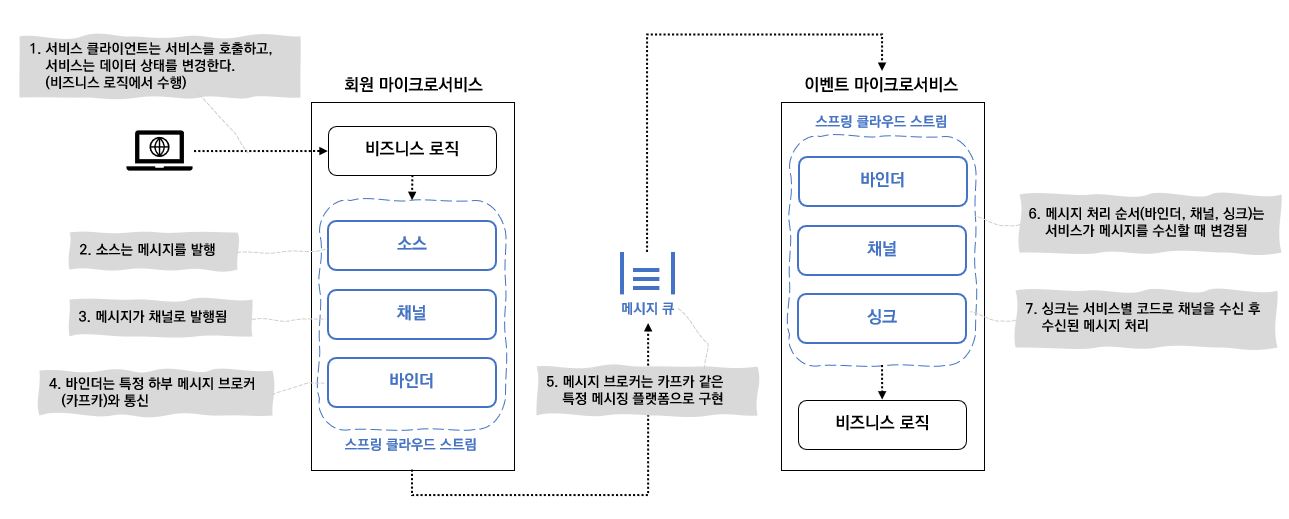 1. 서비스 클라이언트는 서비스를 호출하고,
서비스는 데이터 상태를 변경한다.
(비즈니스 로직에서 수행)
회원 마이크로서비스
비즈니스 로직
2. 소스는 메시지를 발행
소스
3. 메시지가 채널로 발행됨
채널
4. 바인더는 특정 하부 메시지 브로커
(카프카)와 통신
바인더
스프링 클라우드 스트림
메시지 큐
5. 메시지 브로커는 카프카 같은
특정 메시징 플랫폼으로 구현
이벤트 마이크로서비스
스프링 클라우드 스트림
바인더
6. 메시지 처리 순서(바인더, 채널, 싱크)는
서비스가 메시지를 수신할 때 변경됨
채널
싱크
7. 싱크는 서비스별 코드로 채널을 수신 후
수신된 메시지 처리
비즈니스 로직